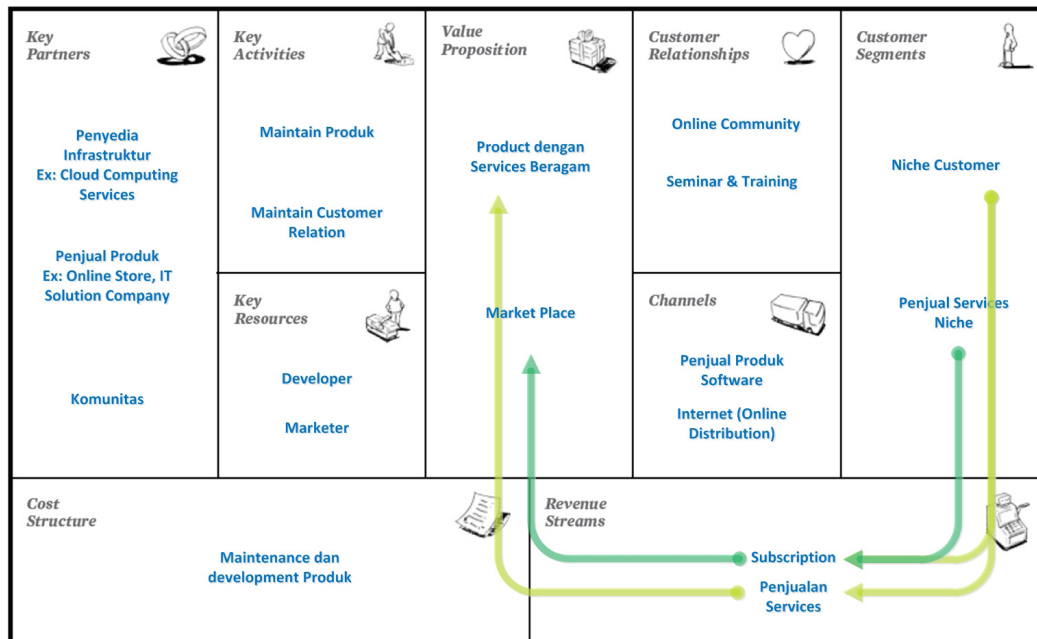 Key
Partners
Penyedia
Infrastruktur
Ex: Cloud Computing
Services
Penjual Produk
Ex: Online Store, IT
Solution Company
Komunitas
Key
Activities
Maintain Produk
Maintain Customer
Relation
Key
Resources
Developer
Marketer
Value
Proposition
Product dengan
Services Beragam
Market Place
Customer
Relationships
Online Community
Seminar & Training
Channels
Penjual Produk
Software
Internet (Online
Distribution)
Customer
Segments
Niche Customer
Penjual Services
Niche
Cost
Structure
Maintenance dan
development Produk
Revenue
Streams
Subscription
Penjualan
Services